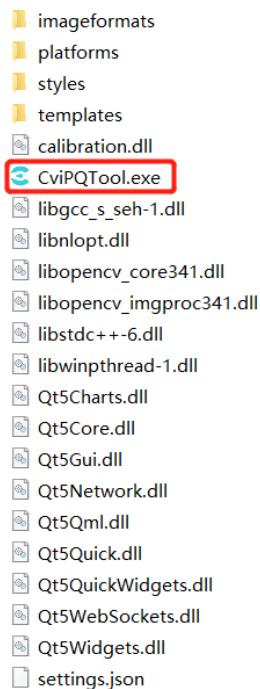 imageformats
platforms
styles
templates
calibration.dll
CviPQTool.exe
libgcc_s_seh-1.dll
libnlopt.dll
libopencv_core341.dll
libopencv_imgproc341.dll
libstdc++-6.dll
libwinpthread-1.dll
Qt5Charts.dll
Qt5Core.dll
Qt5Gui.dll
Qt5Network.dll
Qt5Qml.dll
Qt5Quick.dll
Qt5QuickWidgets.dll
Qt5WebSockets.dll
Qt5Widgets.dll
settings.json